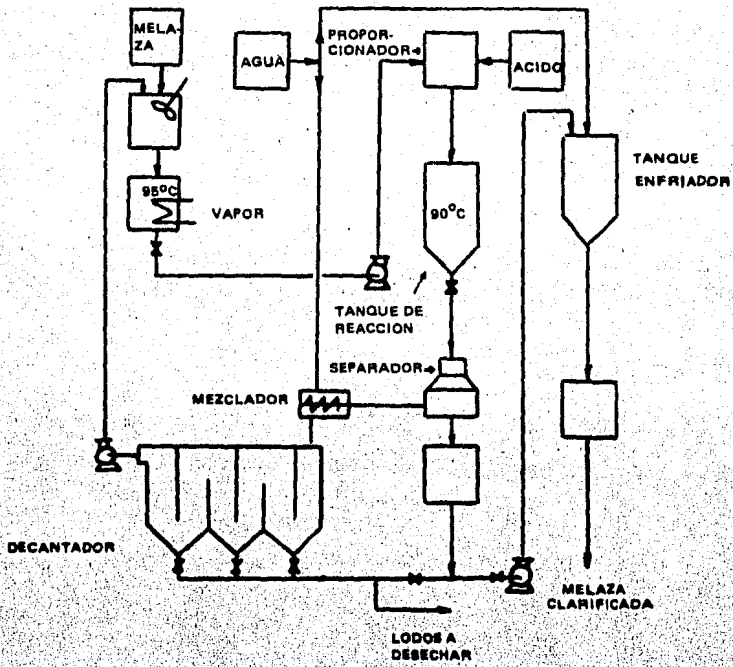 MELA-
ZA
AGUA
PROPOR-
CIONADOR
ACIDO
95°C
VAPOR
90°C
TANQUE
ENFRIADOR
TANQUE DE
REACCION
SEPARADOR
MEZCLADOR
DECANTADOR
MELAZA
CLARIFICADA
LODOS A
DESECHAR